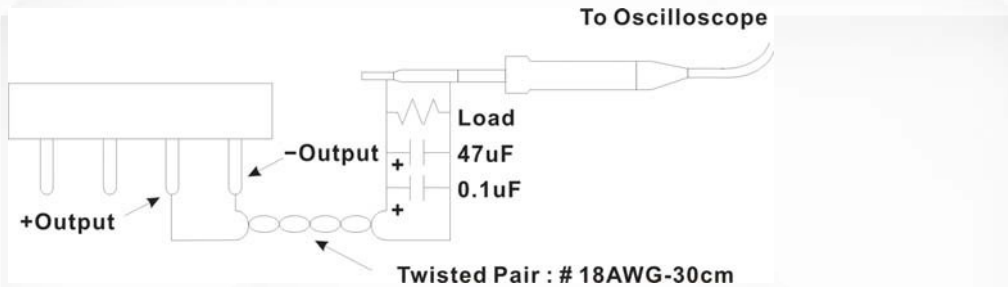 To Oscilloscope
Load
−Output
+
47uF
0.1uF
+
+Output
Twisted Pair : # 18AWG-30cm